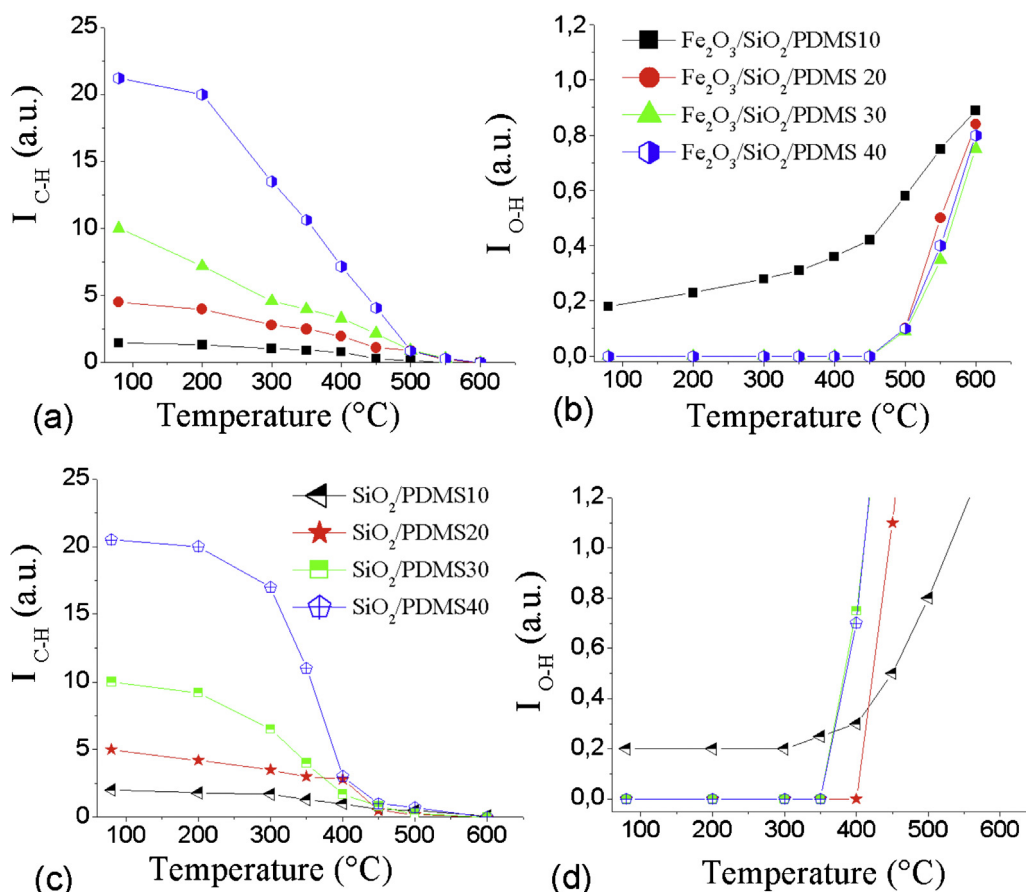 25
20
15
10
5
0
I C-H (a.u.)
100 200 300 400 500 600
Temperature (°C)
(a)
1,2
1,0
0,8
0,6
0,4
0,2
0,0
I O-H (a.u.)
Fe2O3/SiO2/PDMS10
Fe2O3/SiO2/PDMS 20
Fe2O3/SiO2/PDMS 30
Fe2O3/SiO2/PDMS 40
100 200 300 400 500 600
Temperature (°C)
(b)
25
20
15
10
5
0
I C-H (a.u.)
SiO2/PDMS10
SiO2/PDMS20
SiO2/PDMS30
SiO2/PDMS40
100 200 300 400 500 600
Temperature (°C)
(c)
1,2
1,0
0,8
0,6
0,4
0,2
0,0
I O-H (a.u.)
100 200 300 400 500 600
Temperature (°C)
(d)